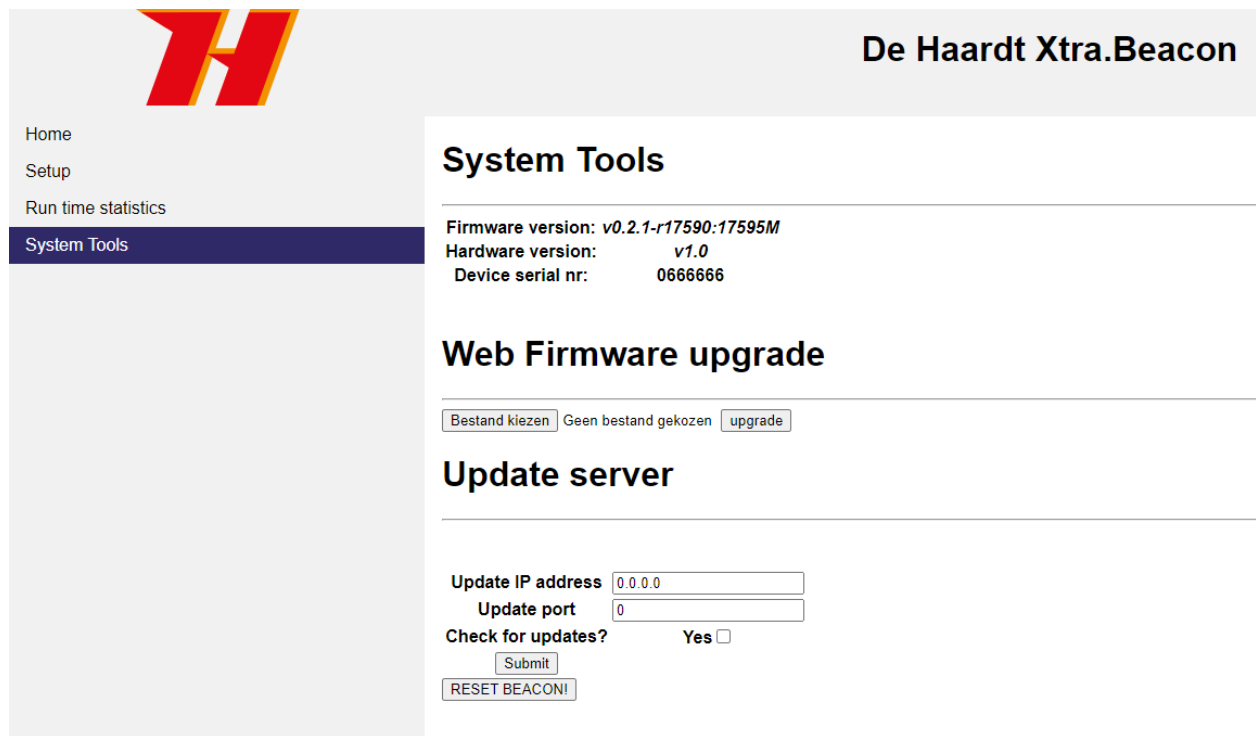 De Haardt Xtra.Beacon
Home
Setup
Run time statistics
System Tools
System Tools
Firmware version: v0.2.1-r17590:17595M
Hardware version: v1.0
Device serial nr: 0666666
Web Firmware upgrade
Bestand kiezen Geen bestand gekozen upgrade
Update server
Update IP address 0.0.0.0
Update port 0
Check for updates? Yes
Submit
RESET BEACON!